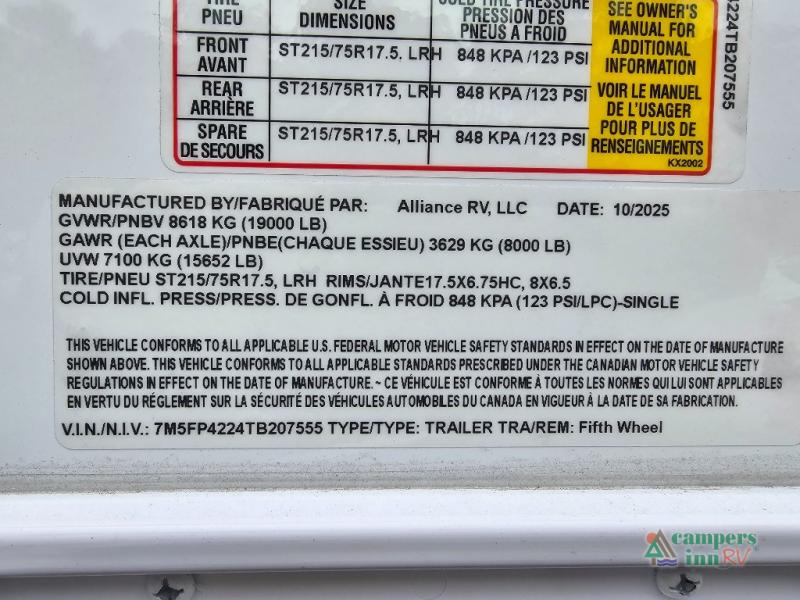 TIRE PNEU SIZE DIMENSIONS COLD TIRE PRESSURE PRESSION DES PNEUS A FROID
FRONT AVANT ST215/75R17.5, LRH 848 KPA /123 PSI
REAR ARRIÈRE ST215/75R17.5, LRH 848 KPA /123 PSI
SPARE DE SECOURS ST215/75R17.5, LRH 848 KPA /123 PSI
SEE OWNER'S
MANUAL FOR
ADDITIONAL
INFORMATION
VOIR LE MANUEL
DE L'USAGER
POUR PLUS DE
RENSEIGNEMENTS
KX2002
4224TB207555
MANUFACTURED BY/FABRIQUÉ PAR: Alliance RV, LLC DATE: 10/2025
GVWR/PNBV 8618 KG (19000 LB)
GAWR (EACH AXLE)/PNBE(CHAQUE ESSIEU) 3629 KG (8000 LB)
UVW 7100 KG (15652 LB)
TIRE/PNEU ST215/75R17.5, LRH RIMS/JANTE17.5X6.75HC, 8X6.5
COLD INFL. PRESS/PRESS. DE GONFL. À FROID 848 KPA (123 PSI/LPC)-SINGLE
THIS VEHICLE CONFORMS TO ALL APPLICABLE U.S. FEDERAL MOTOR VEHICLE SAFETY STANDARDS IN EFFECT ON THE DATE OF MANUFACTURE
SHOWN ABOVE. THIS VEHICLE CONFORMS TO ALL APPLICABLE STANDARDS PRESCRIBED UNDER THE CANADIAN MOTOR VEHICLE SAFETY
REGULATIONS IN EFFECT ON THE DATE OF MANUFACTURE. ~ CE VÉHICULE EST CONFORME À TOUTES LES NORMES QUI LUI SONT APPLICABLES
EN VERTU DU RÉGLEMENT SUR LA SÉCURITÉ DES VÉHICULES AUTOMOBILES DU CANADA EN VIGUEUR À LA DATE DE SA FABRICATION.
V.I.N./N.I.V.: 7M5FP4224TB207555 TYPE/TYPE: TRAILER TRA/REM: Fifth Wheel
campers
inn RV